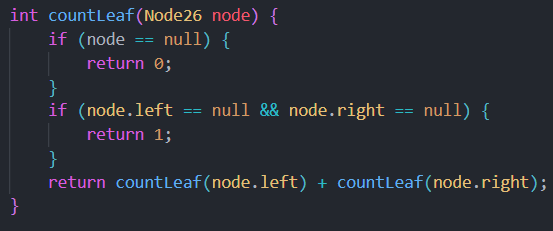 int countLeaf(Node26 node) {
    if (node == null) {
        return 0;
    }
    if (node.left == null && node.right == null) {
        return 1;
    }
    return countLeaf(node.left) + countLeaf(node.right);
}